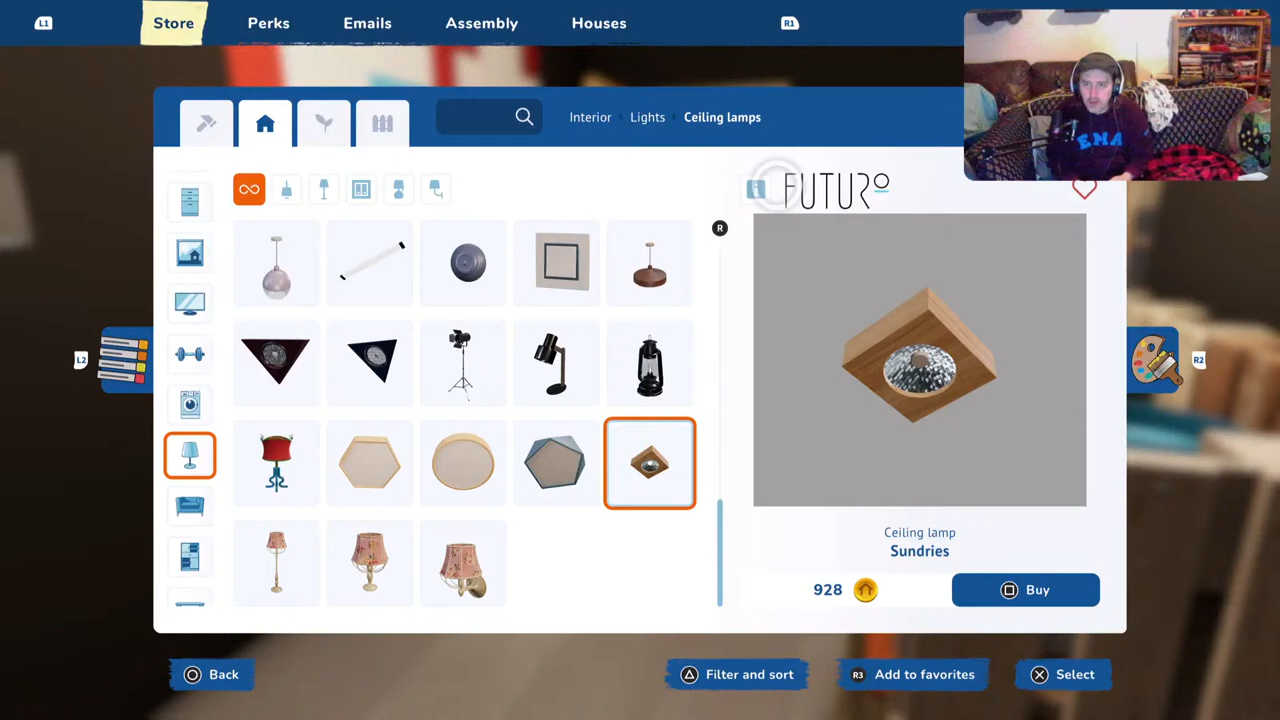 L1
Store
Perks
Emails
Assembly
Houses
R1
Interior
Lights
Ceiling lamps
FUTURO
R
EMA
L2
R2
Ceiling lamp
Sundries
928
Buy
Back
Filter and sort
R3
Add to favorites
Select